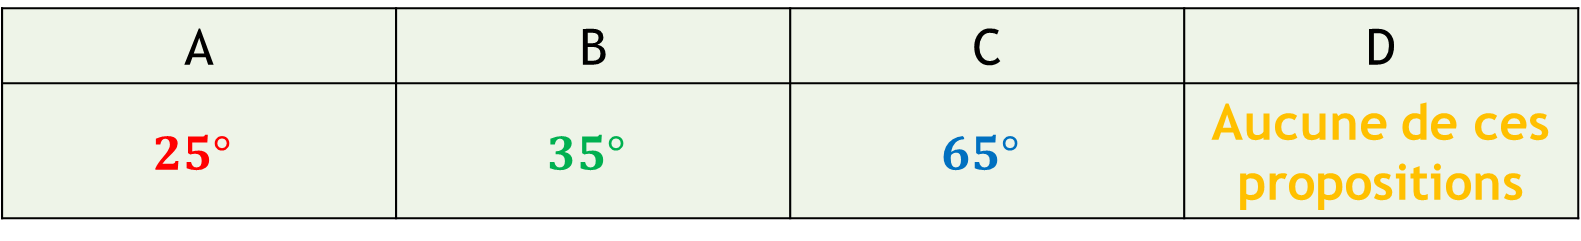 A B C D
25° 35° 65° Aucune de ces
propositions